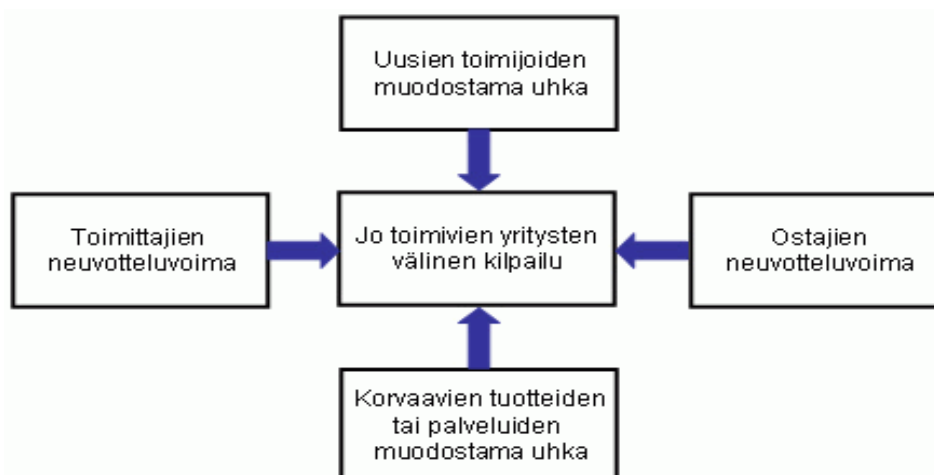 Uusien toimijoiden
muodostama uhka
Toimittajien
neuvotteluvoima
Jo toimivien yritysten
välinen kilpailu
Ostajien
neuvotteluvoima
Korvaavien tuotteiden
tai palveluiden
muodostama uhka